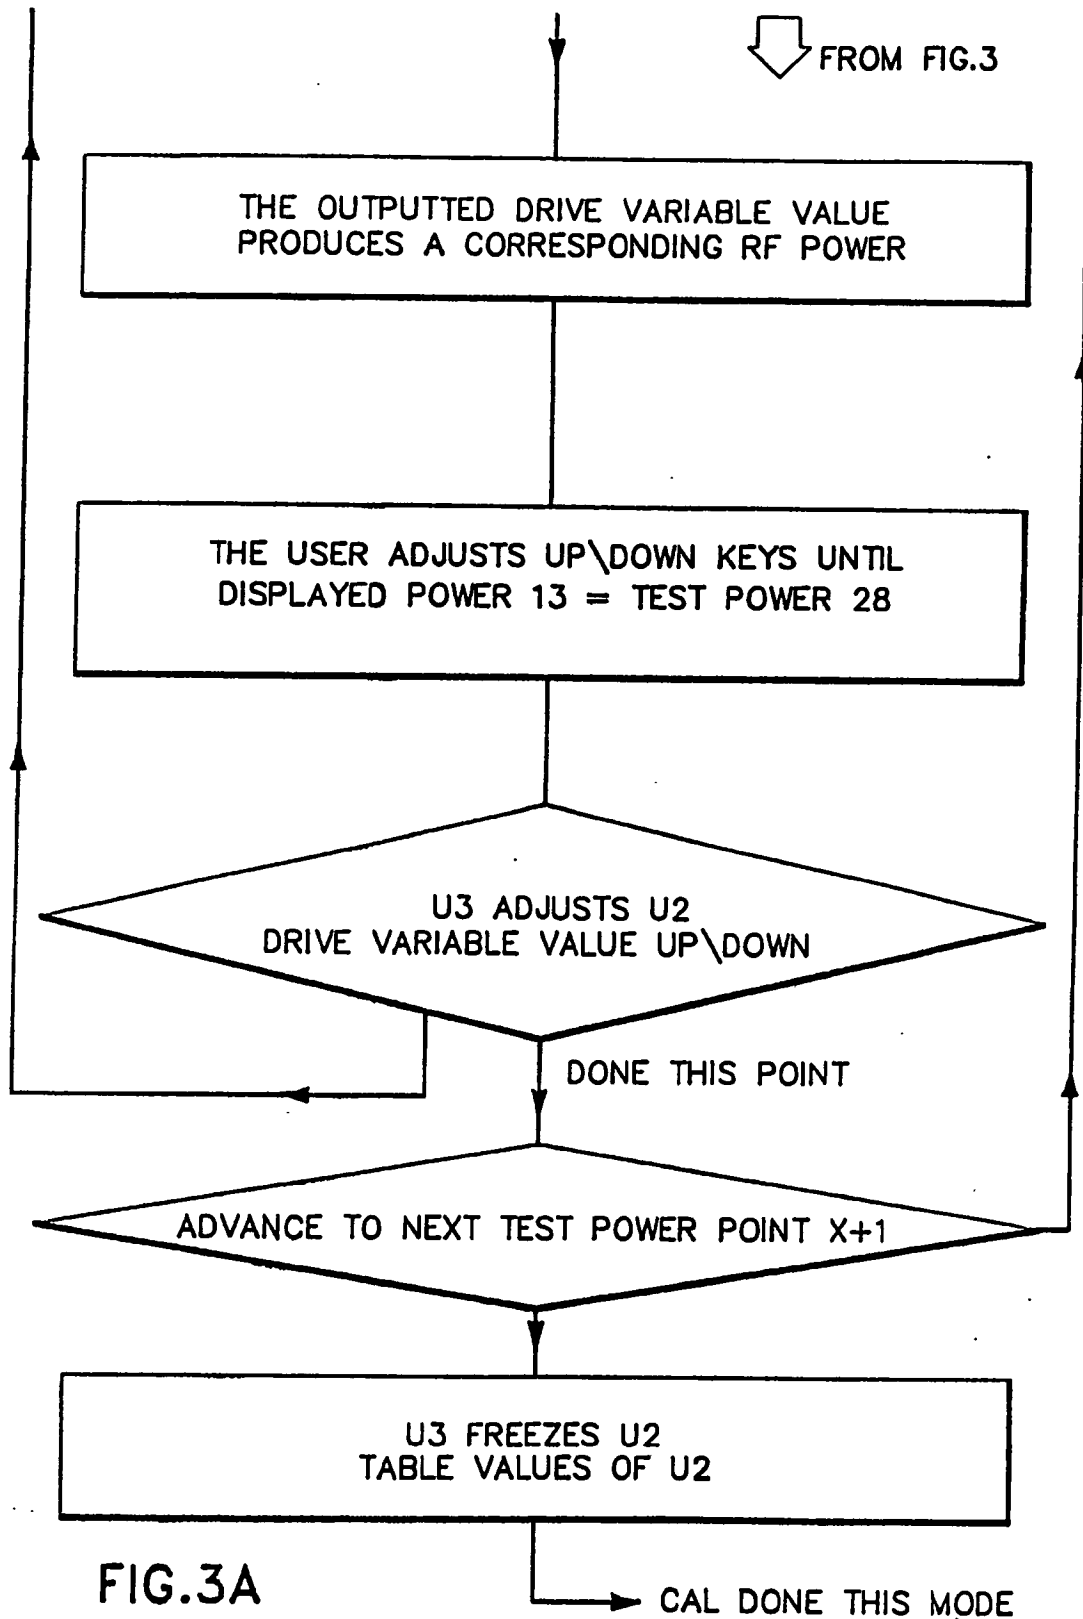 FROM FIG.3
THE OUTPUTTED DRIVE VARIABLE VALUE
PRODUCES A CORRESPONDING RF POWER
THE USER ADJUSTS UP\DOWN KEYS UNTIL
DISPLAYED POWER 13 = TEST POWER 28
U3 ADJUSTS U2
DRIVE VARIABLE VALUE UP\DOWN
DONE THIS POINT
ADVANCE TO NEXT TEST POWER POINT X+1
U3 FREEZES U2
TABLE VALUES OF U2
FIG.3A
CAL DONE THIS MODE